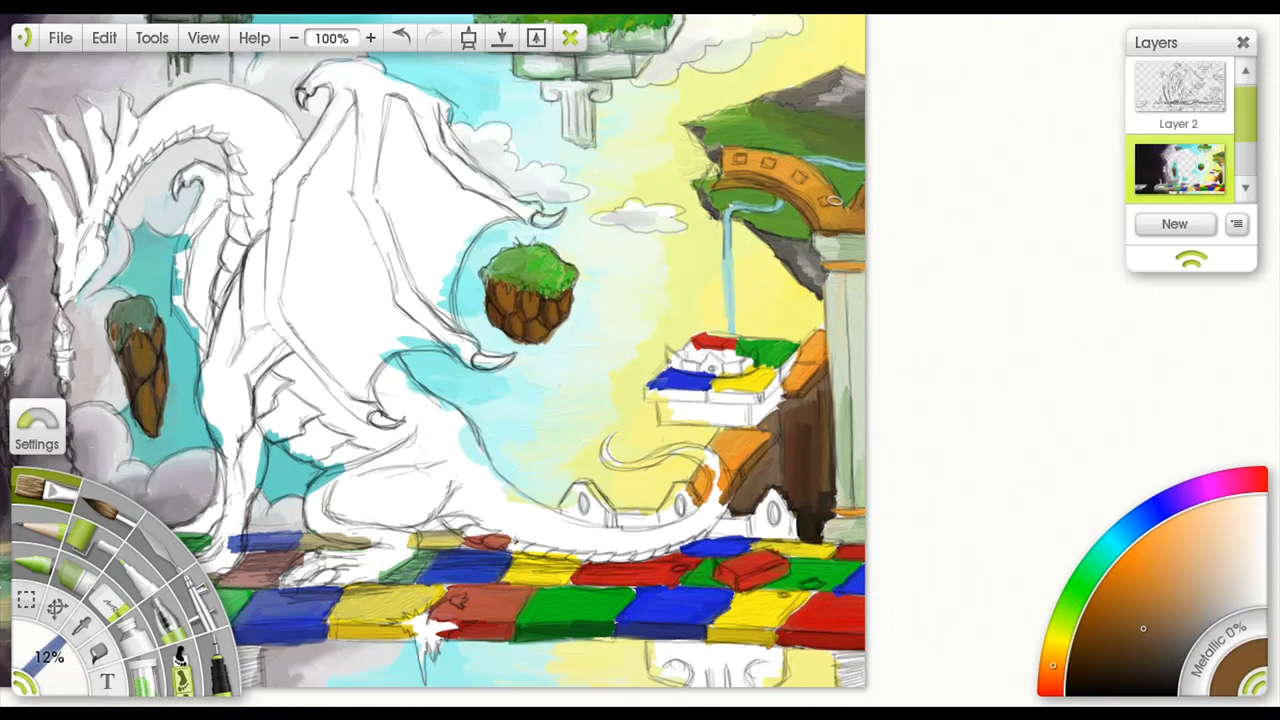 File Edit Tools View Help − 100% +
Layers
Layer 2
New
Settings
12%
T
Metallic 0%